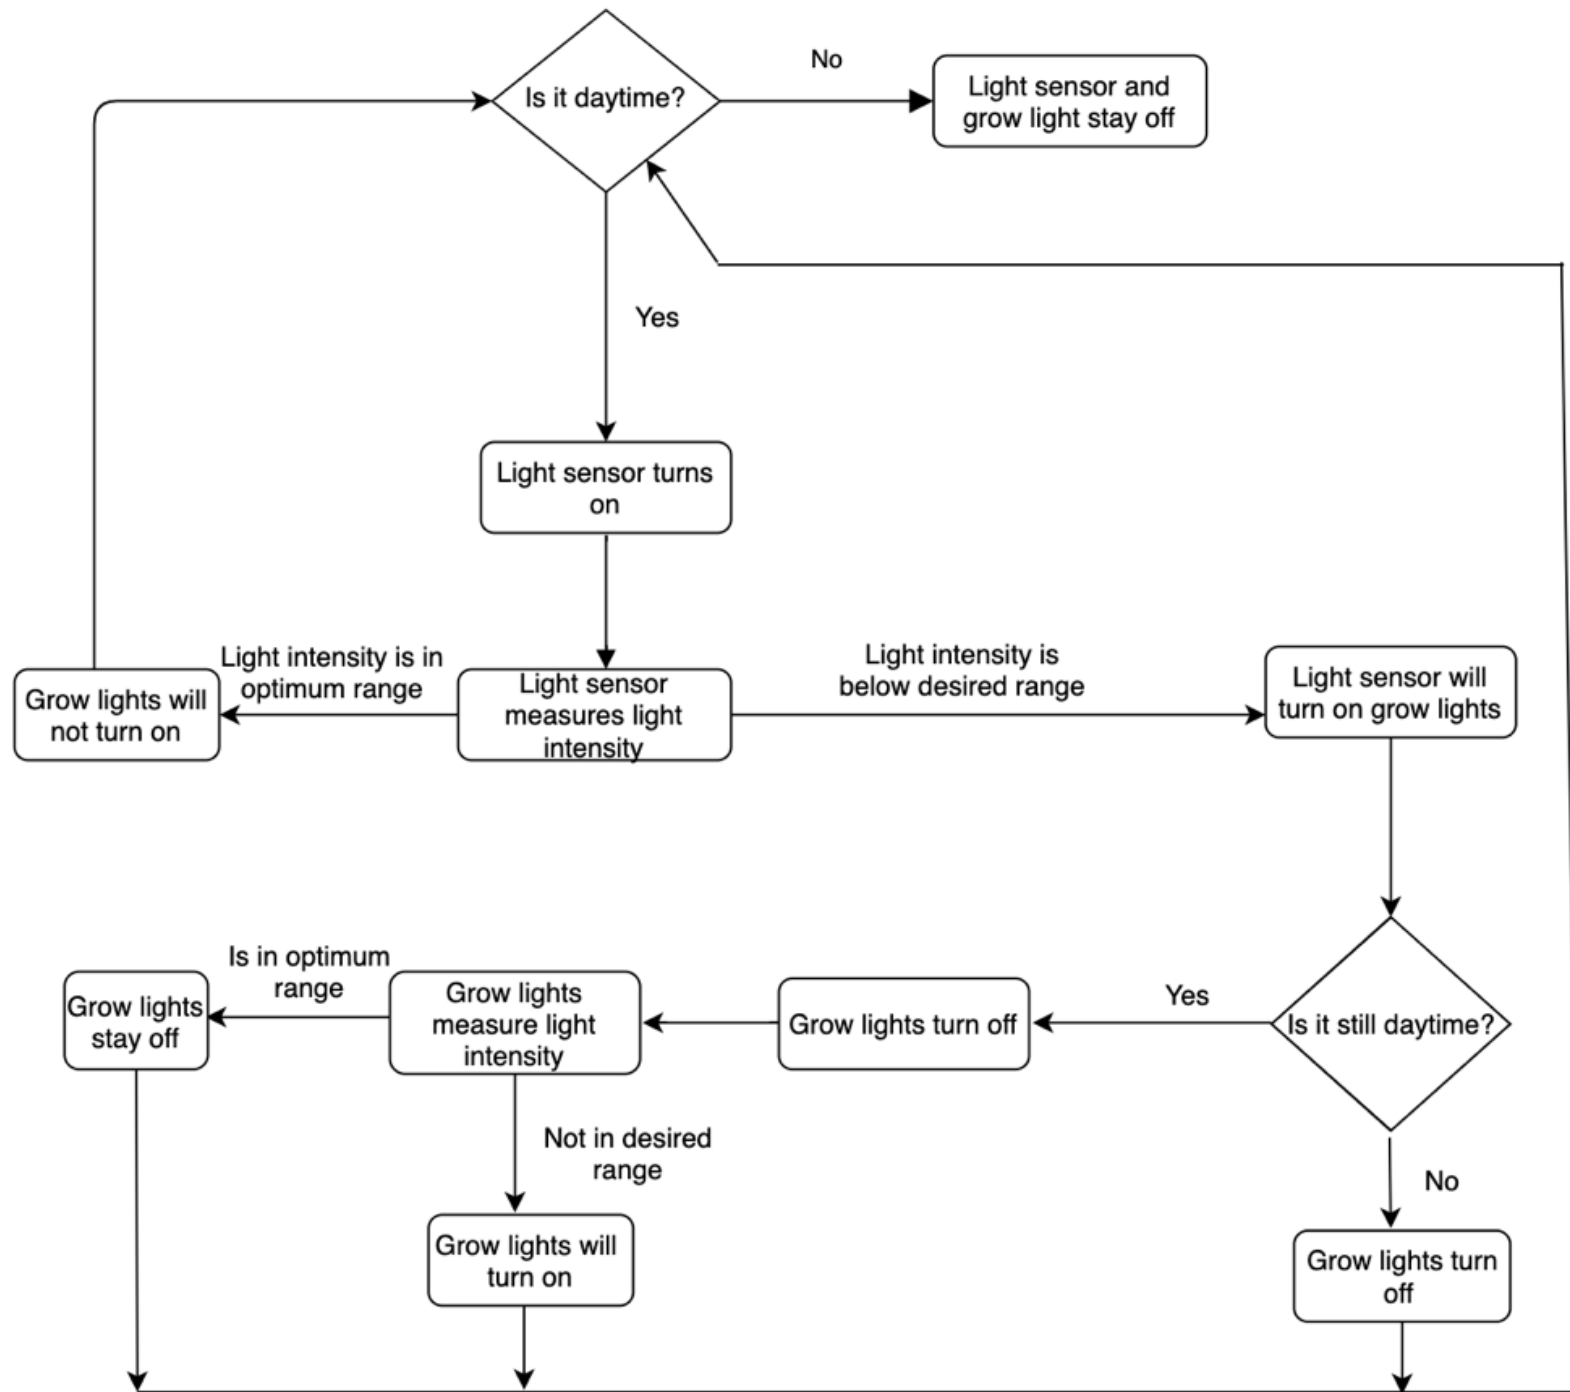 No
Is it daytime?
Light sensor and
grow light stay off
Yes
Light sensor turns
on
Light intensity is in
optimum range
Light intensity is
below desired range
Grow lights will
not turn on
Light sensor
measures light
intensity
Light sensor will
turn on grow lights
Is in optimum
range
Grow lights
stay off
Grow lights
measure light
intensity
Grow lights turn off
Yes
Is it still daytime?
Not in desired
range
No
Grow lights will
turn on
Grow lights turn
off